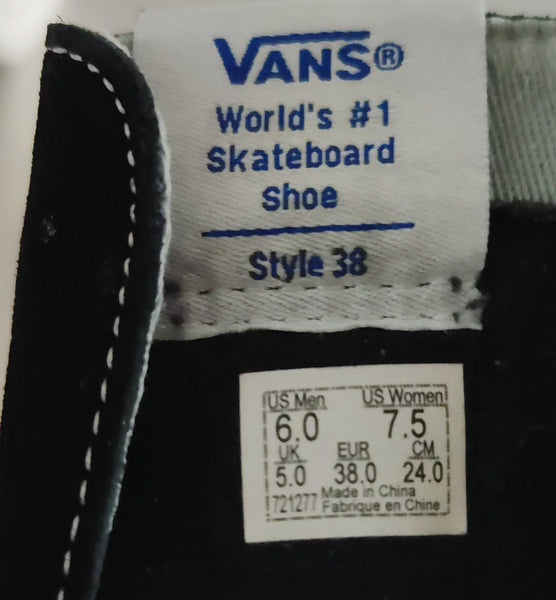 VANS®
World's #1
Skateboard
Shoe
Style 38
US Men US Women
6.0 7.5
UK EUR CM
5.0 38.0 24.0
721277 Made in China
Fabrique en Chine